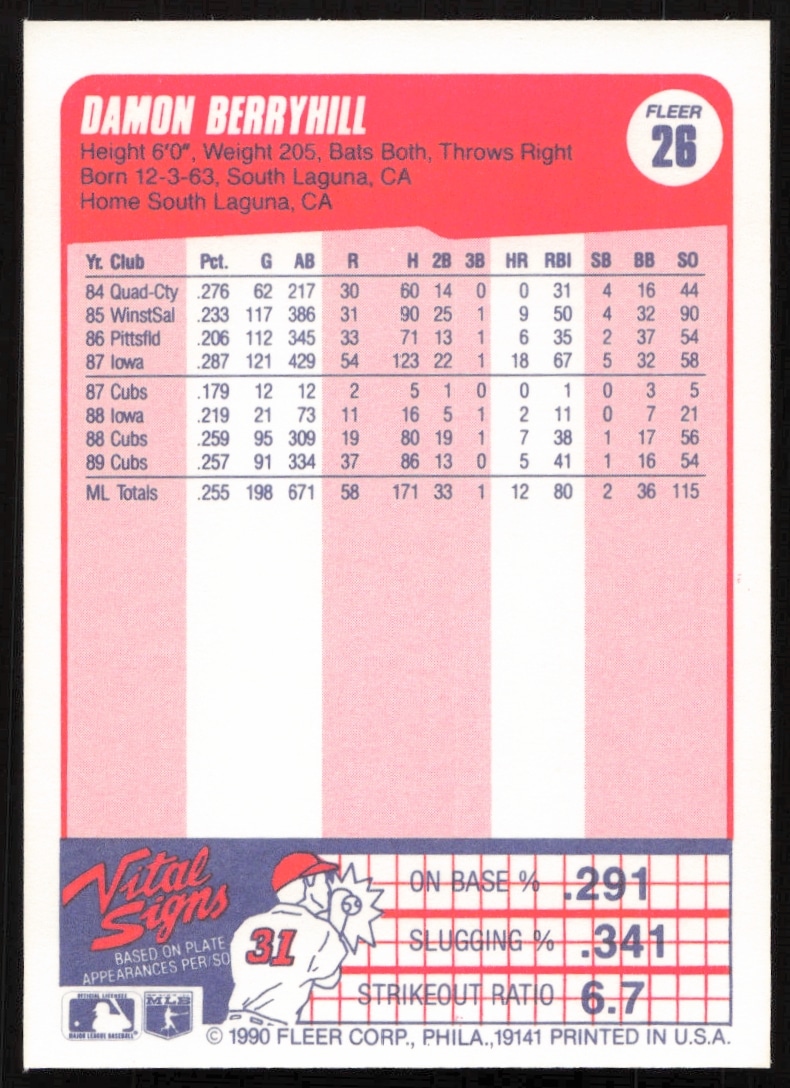 DAMON BERRYHILL
FLEER
26
Height 6'0", Weight 205, Bats Both, Throws Right
Born 12-3-63, South Laguna, CA
Home South Laguna, CA
Yr. Club Pct. G AB R H 2B 3B HR RBI SB BB SO
84 Quad-Cty .276 62 217 30 60 14 0 0 31 4 16 44
85 WinstSal .233 117 386 31 90 25 1 9 50 4 32 90
86 Pittsfld .206 112 345 33 71 13 1 6 35 2 37 54
87 Iowa .287 121 429 54 123 22 1 18 67 5 32 58
87 Cubs .179 12 12 2 5 1 0 0 1 0 3 5
88 Iowa .219 21 73 11 16 5 1 2 11 0 7 21
88 Cubs .259 95 309 19 80 19 1 7 38 1 17 56
89 Cubs .257 91 334 37 86 13 0 5 41 1 16 54
ML Totals .255 198 671 58 171 33 1 12 80 2 36 115
Vital
Signs
BASED ON PLATE
APPEARANCES PER/SO
31
ON BASE % .291
SLUGGING % .341
STRIKEOUT RATIO 6.7
OFFICIAL LICENSEE
MAJOR LEAGUE BASEBALL
MLB
© 1990 FLEER CORP., PHILA.,19141 PRINTED IN U.S.A.